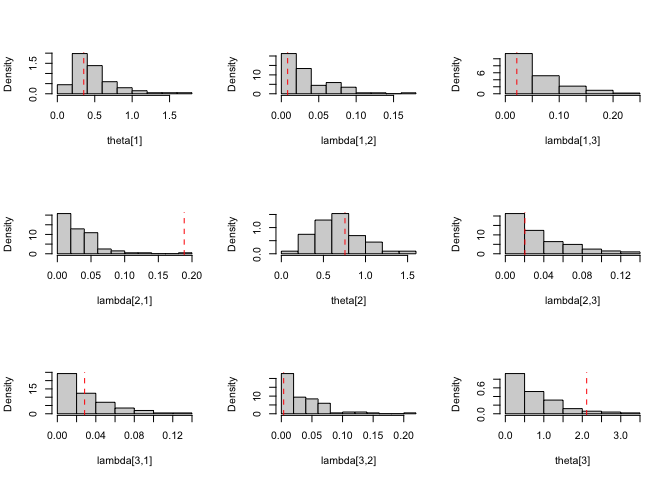 Density
0.0 1.5
0.0 0.5 1.0 1.5
theta[1]
Density
0 10
0.00 0.05 0.10 0.15
lambda[1,2]
Density
0 6
0.00 0.05 0.10 0.15 0.20
lambda[1,3]
Density
0 10
0.00 0.05 0.10 0.15 0.20
lambda[2,1]
Density
0.0 1.0
0.0 0.5 1.0 1.5
theta[2]
Density
0 10
0.00 0.04 0.08 0.12
lambda[2,3]
Density
0 15
0.00 0.04 0.08 0.12
lambda[3,1]
Density
0 10
0.00 0.05 0.10 0.15 0.20
lambda[3,2]
Density
0.0 0.6
0.0 1.0 2.0 3.0
theta[3]